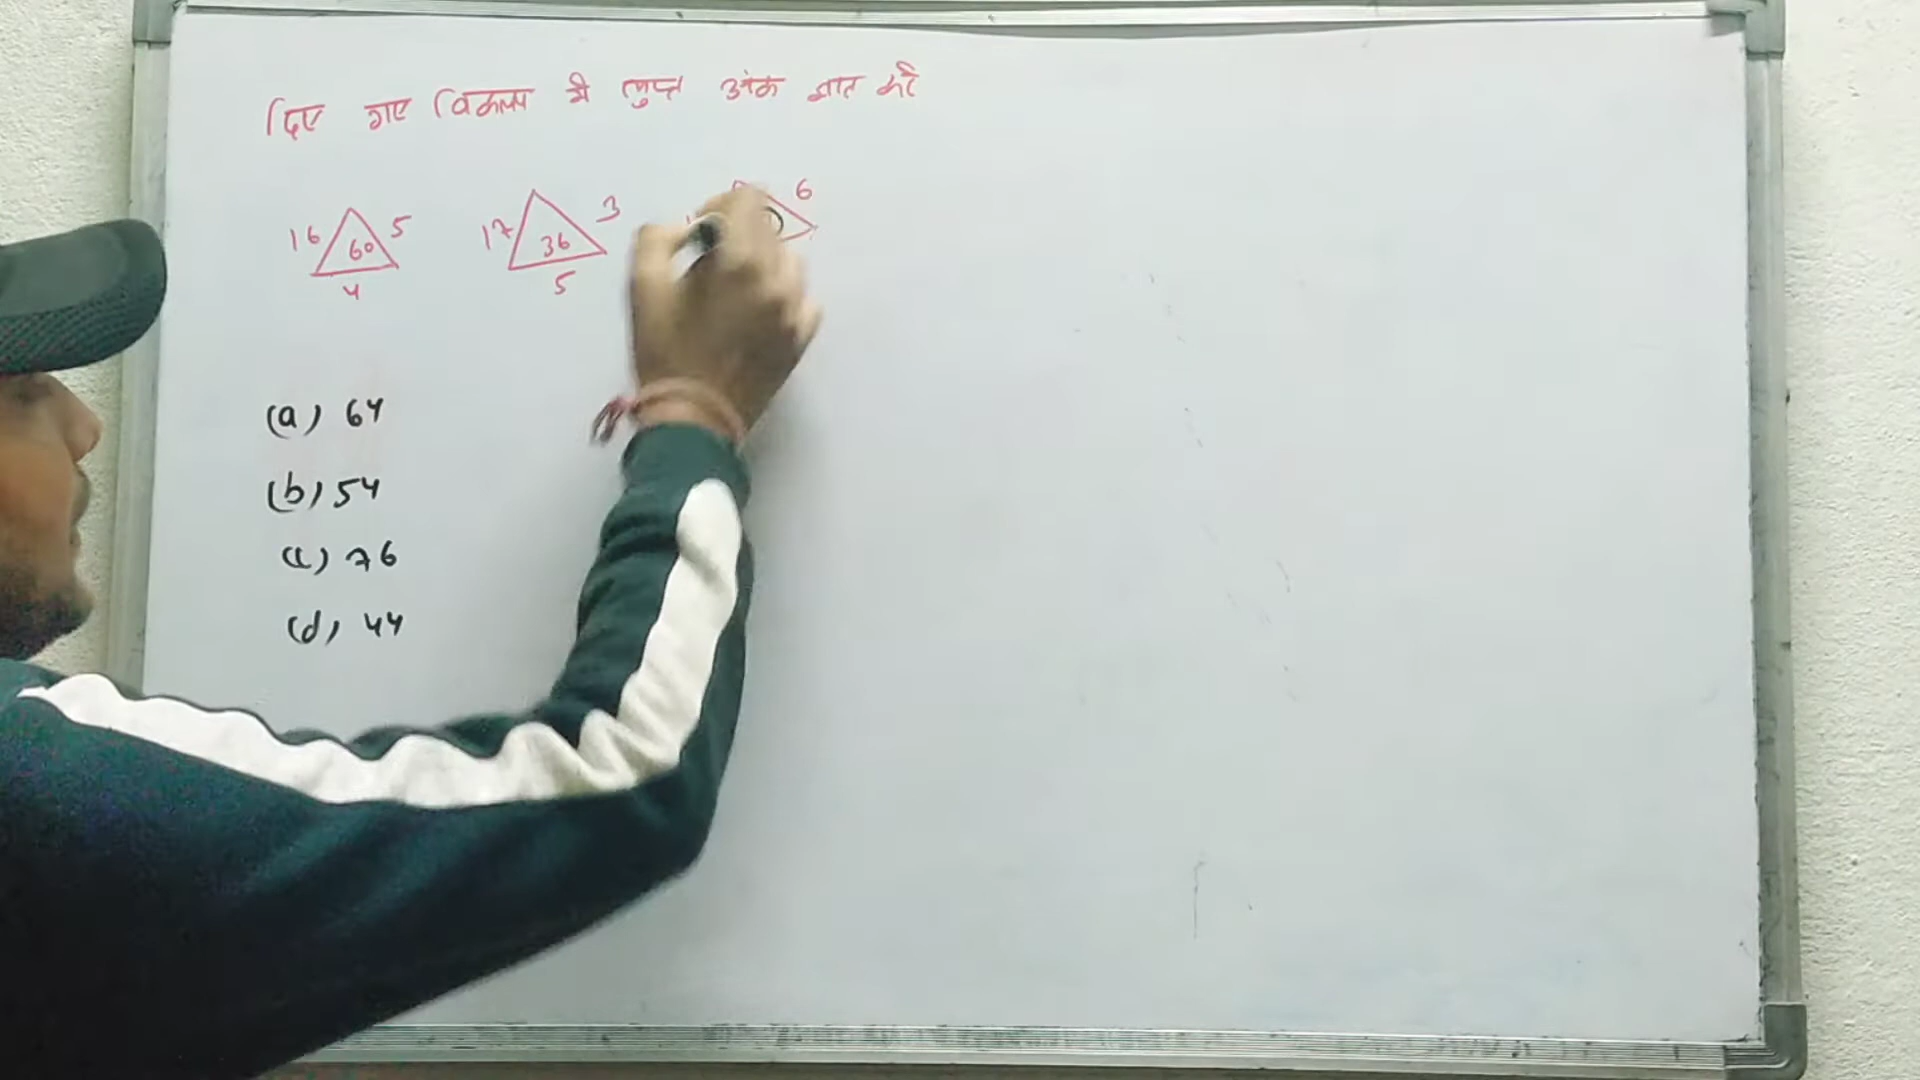 दिए गए विकल्प मे लुप्त अंक ज्ञात करे
16 5 17 3 6
60 36
4 5
(a) 64
(b) 54
(c) 76
(d) 44